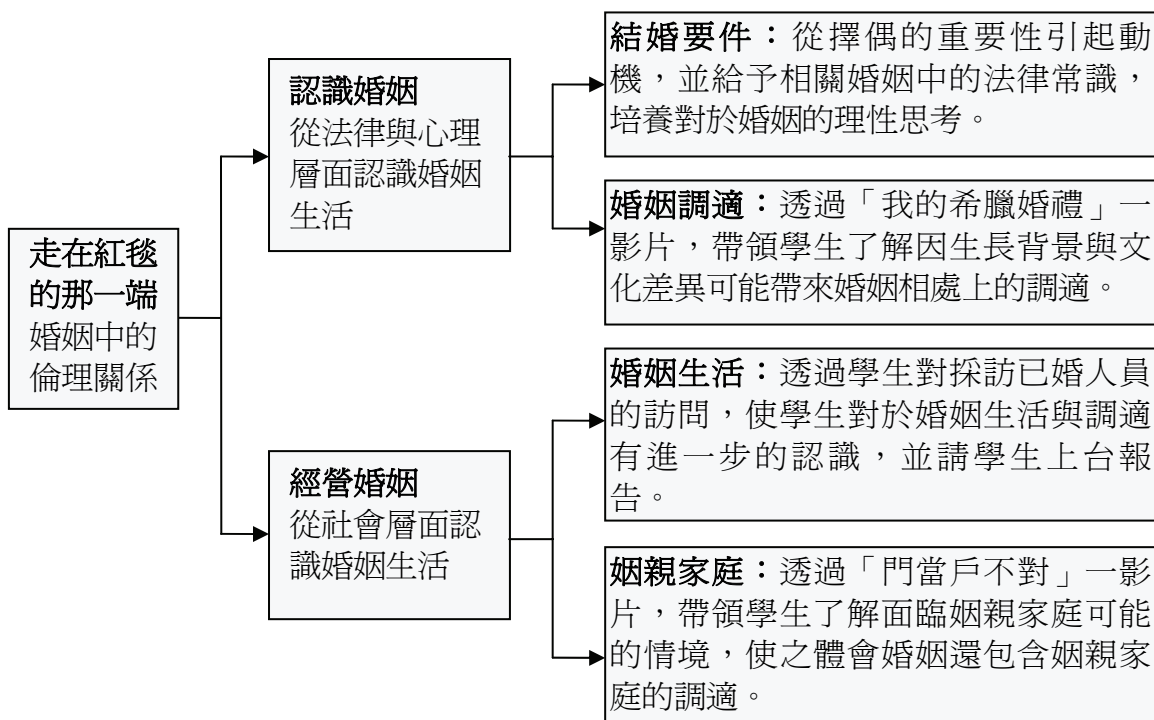 走在紅毯
的那一端
婚姻中的
倫理關係
認識婚姻
從法律與心理
層面認識婚姻
生活
結婚要件：從擇偶的重要性引起動
機，並給予相關婚姻中的法律常識，
培養對於婚姻的理性思考。
婚姻調適：透過「我的希臘婚禮」一
影片，帶領學生了解因生長背景與文
化差異可能帶來婚姻相處上的調適。
經營婚姻
從社會層面認
識婚姻生活
婚姻生活：透過學生對採訪已婚人員
的訪問，使學生對於婚姻生活與調適
有進一步的認識，並請學生上台報
告。
姻親家庭：透過「門當戶不對」一影
片，帶領學生了解面臨姻親家庭可能
的情境，使之體會婚姻還包含姻親家
庭的調適。